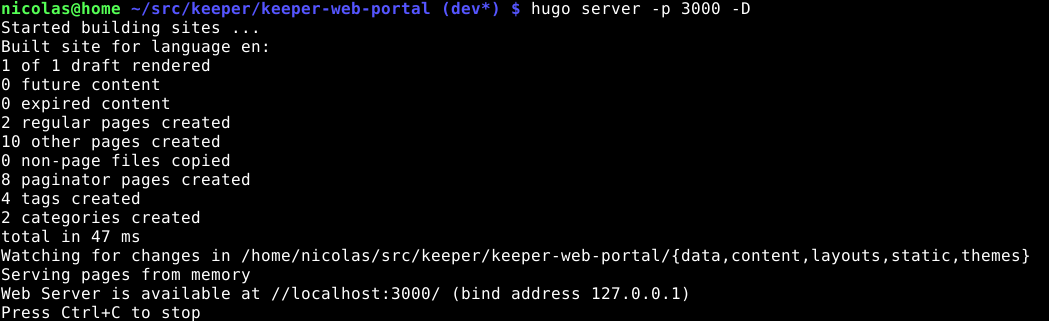 nicolas@home ~/src/keeper/keeper-web-portal (dev*) $ hugo server -p 3000 -D
Started building sites ...
Built site for language en:
1 of 1 draft rendered
0 future content
0 expired content
2 regular pages created
10 other pages created
0 non-page files copied
8 paginator pages created
4 tags created
2 categories created
total in 47 ms
Watching for changes in /home/nicolas/src/keeper/keeper-web-portal/{data,content,layouts,static,themes}
Serving pages from memory
Web Server is available at //localhost:3000/ (bind address 127.0.0.1)
Press Ctrl+C to stop